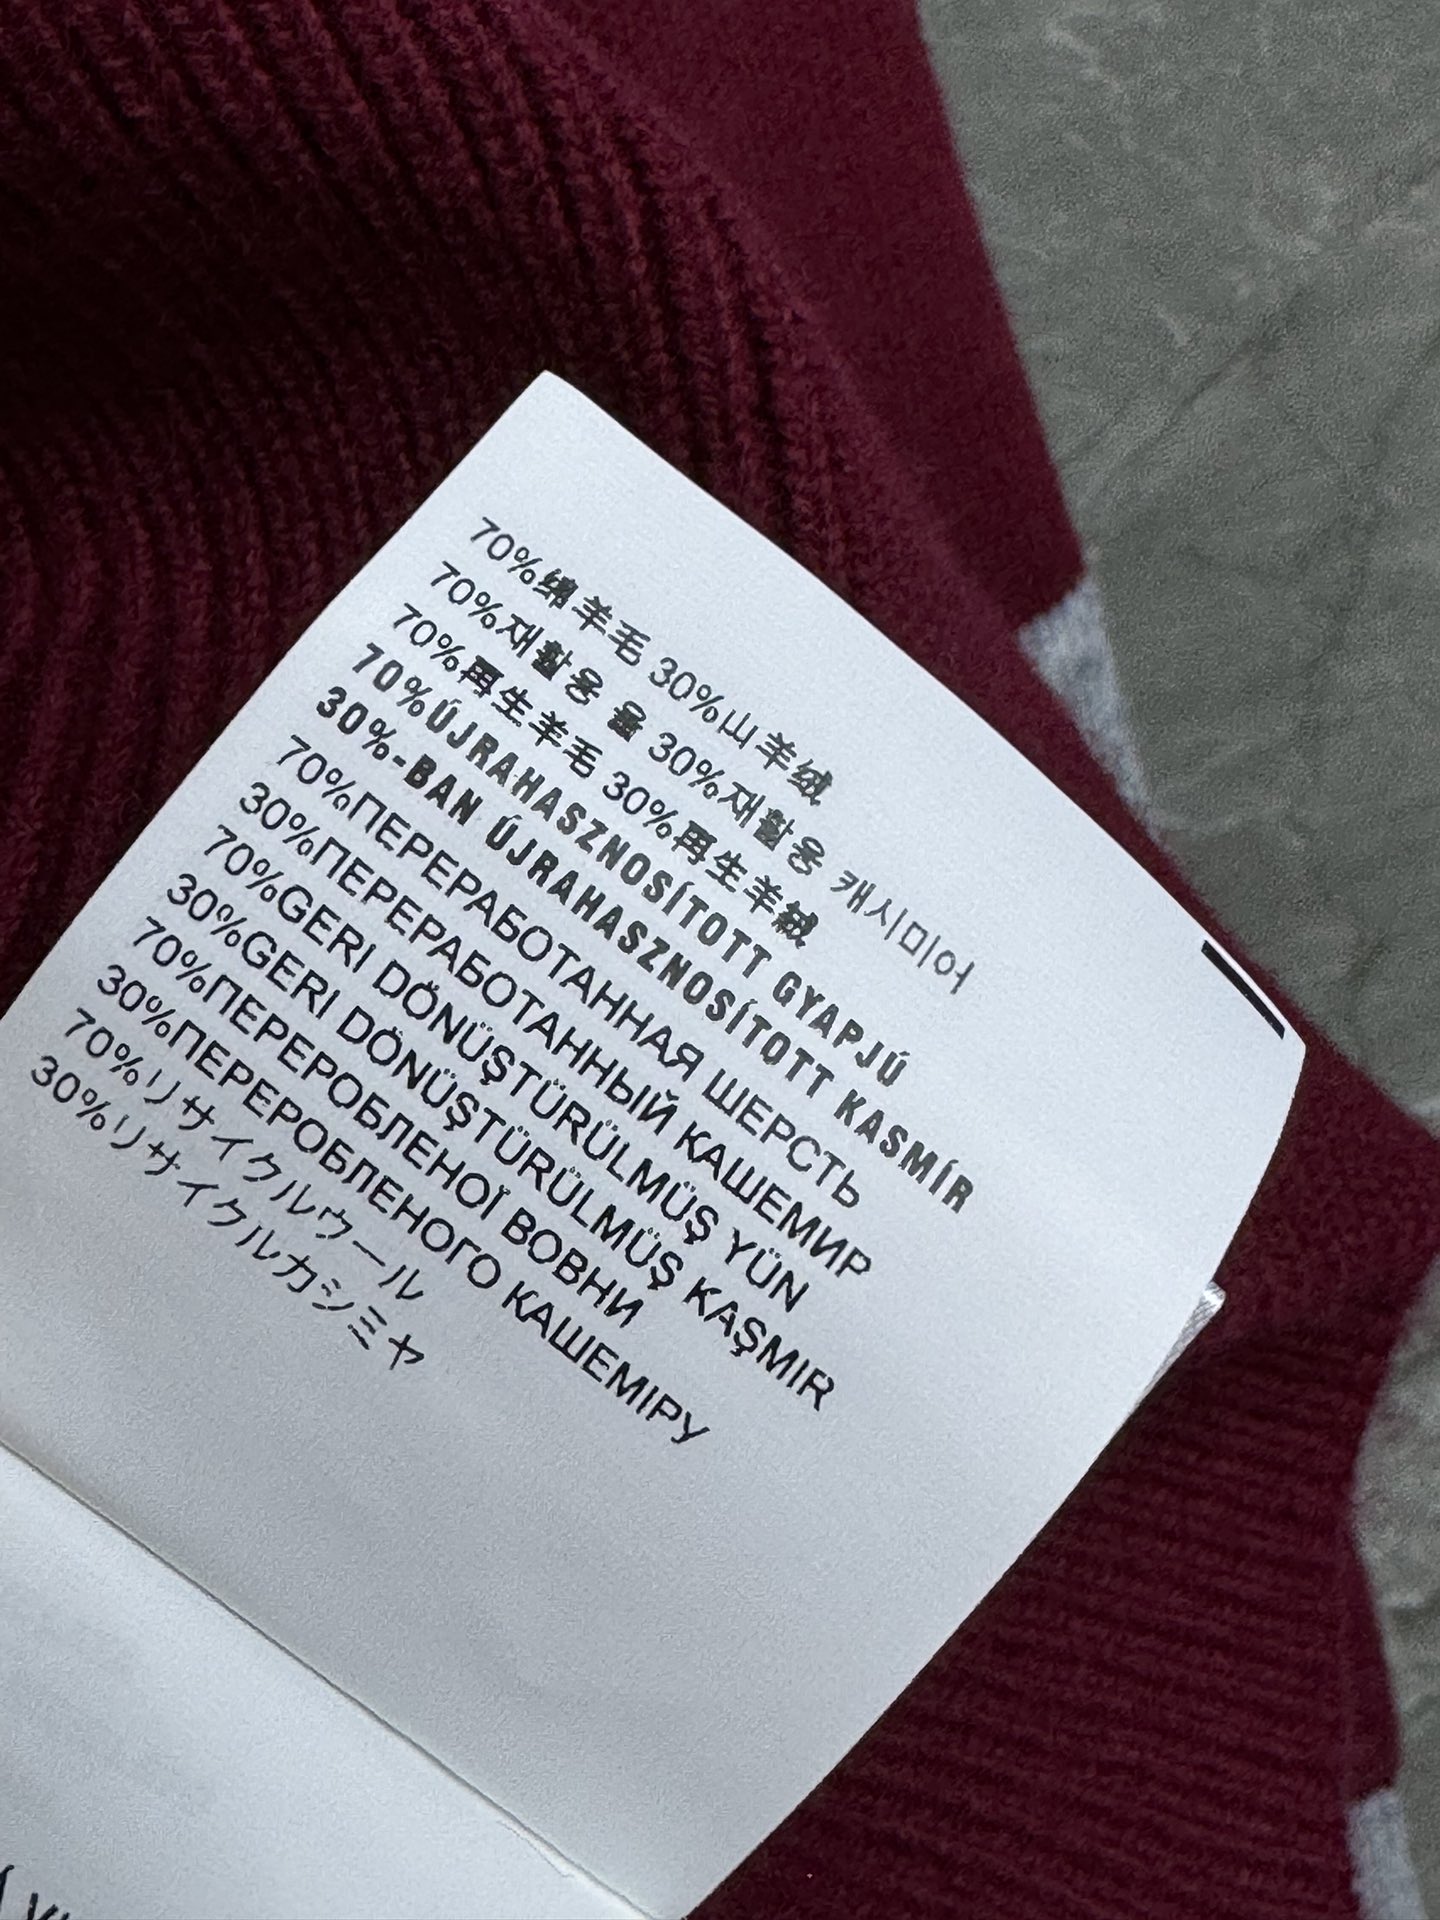 70%绵羊毛 30%山羊绒
70%재활용 울 30%재활용 캐시미어
70%再生羊毛 30%再生羊絨
70%ÚJRAHASZNOSÍTOTT GYAPJÚ
30%-BAN ÚJRAHASZNOSÍTOTT KASMÍR
70%ПЕРЕРАБОТАННАЯ ШЕРСТЬ
30%ПЕРЕРАБОТАННЫЙ КАШЕМИР
70%GERI DÖNÜŞTÜRÜLMÜŞ YÜN
30%GERI DÖNÜŞTÜRÜLMÜŞ KAŞMIR
70%ПЕРЕРОБЛЕНОЇ ВОВНИ
30%ПЕРЕРОБЛЕНОГО КАШЕМІРУ
70%リサイクルウール
30%リサイクルカシミヤ